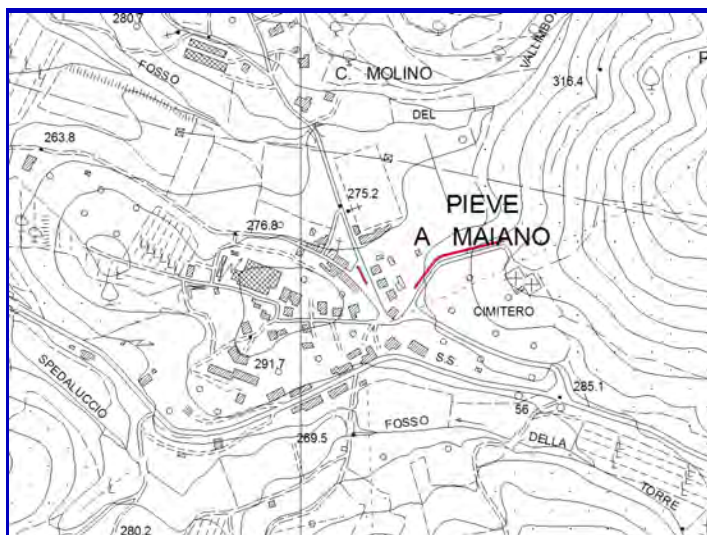 280.7
FOSSO
C. MOLINO
VALLIMBO
316.4
P
DEL
263.8
275.2
PIEVE
A MAIANO
276.8
CIMITERO
291.7
S.S.
SPEDALUCCIO
285.1
56
269.5
FOSSO
DELLA
TORRE
280.2